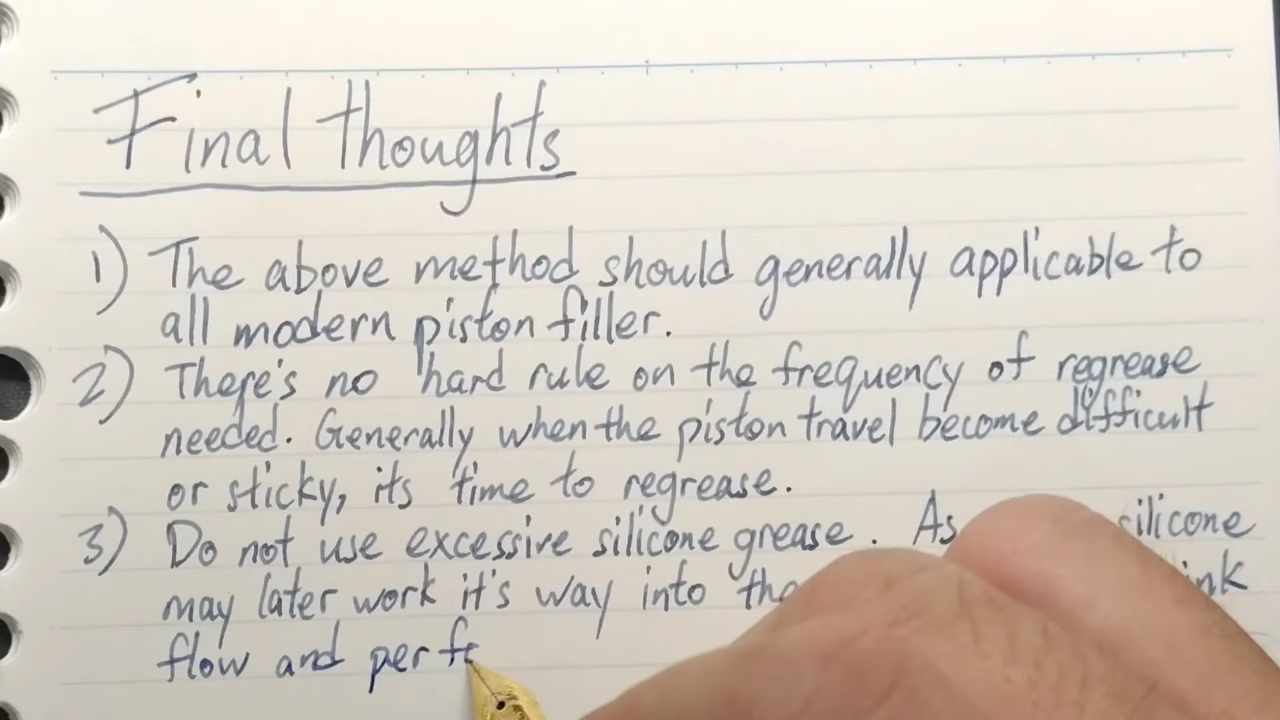 Final thoughts
1) The above method should generally applicable to
all modern piston filler.
2) There's no hard rule on the frequency of regrease
needed. Generally when the piston travel become difficult
or sticky, its time to regrease.
3) Do not use excessive silicone grease. As silicone
may later work it's way into the ink
flow and perf